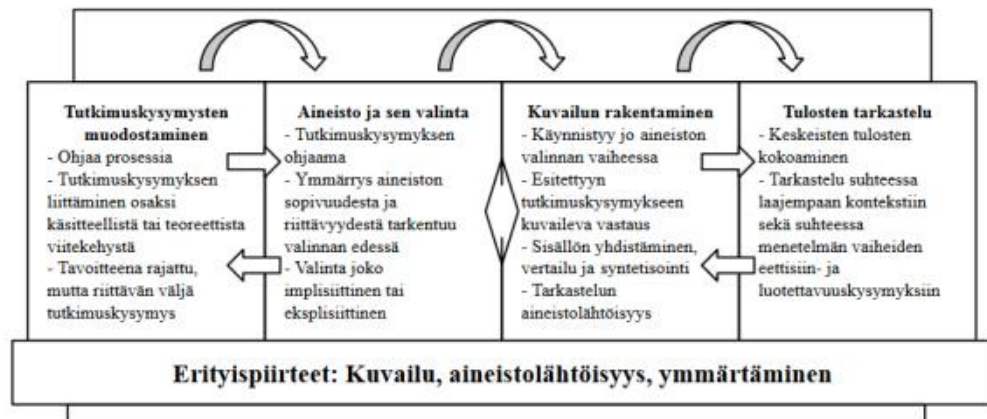 Tutkimuskysymysten
muodostaminen
- Ohjaa prosessia
- Tutkimuskysymyksen
liittäminen osaksi
käsitteellistä tai teoreettista
viitekehystä
- Tavoitteena rajattu,
mutta riittävän väljä
tutkimuskysymys
Aineisto ja sen valinta
- Tutkimuskysymyksen
ohjaama
- Ymmärrys aineiston
sopivuudesta ja
riittävyydestä tarkentuu
valinnan edessä
- Valinta joko
implisiittinen tai
eksplisiittinen
Kuvailun rakentaminen
- Käynnistyy jo aineiston
valinnan vaiheessa
- Esitettyyn
tutkimuskysymykseen
kuvaileva vastaus
- Sisällön yhdistäminen,
vertailu ja syntetisointi
- Tarkastelun
aineistolähtöisyys
Tulosten tarkastelu
- Keskeisten tulosten
kokoaminen
- Tarkastelu suhteessa
laajempaan kontekstiin
sekä suhteessa
menetelmän vaiheiden
eettisiin- ja
luotettavuuskysymyksiin
Erityispiirteet: Kuvailu, aineistolähtöisyys, ymmärtäminen